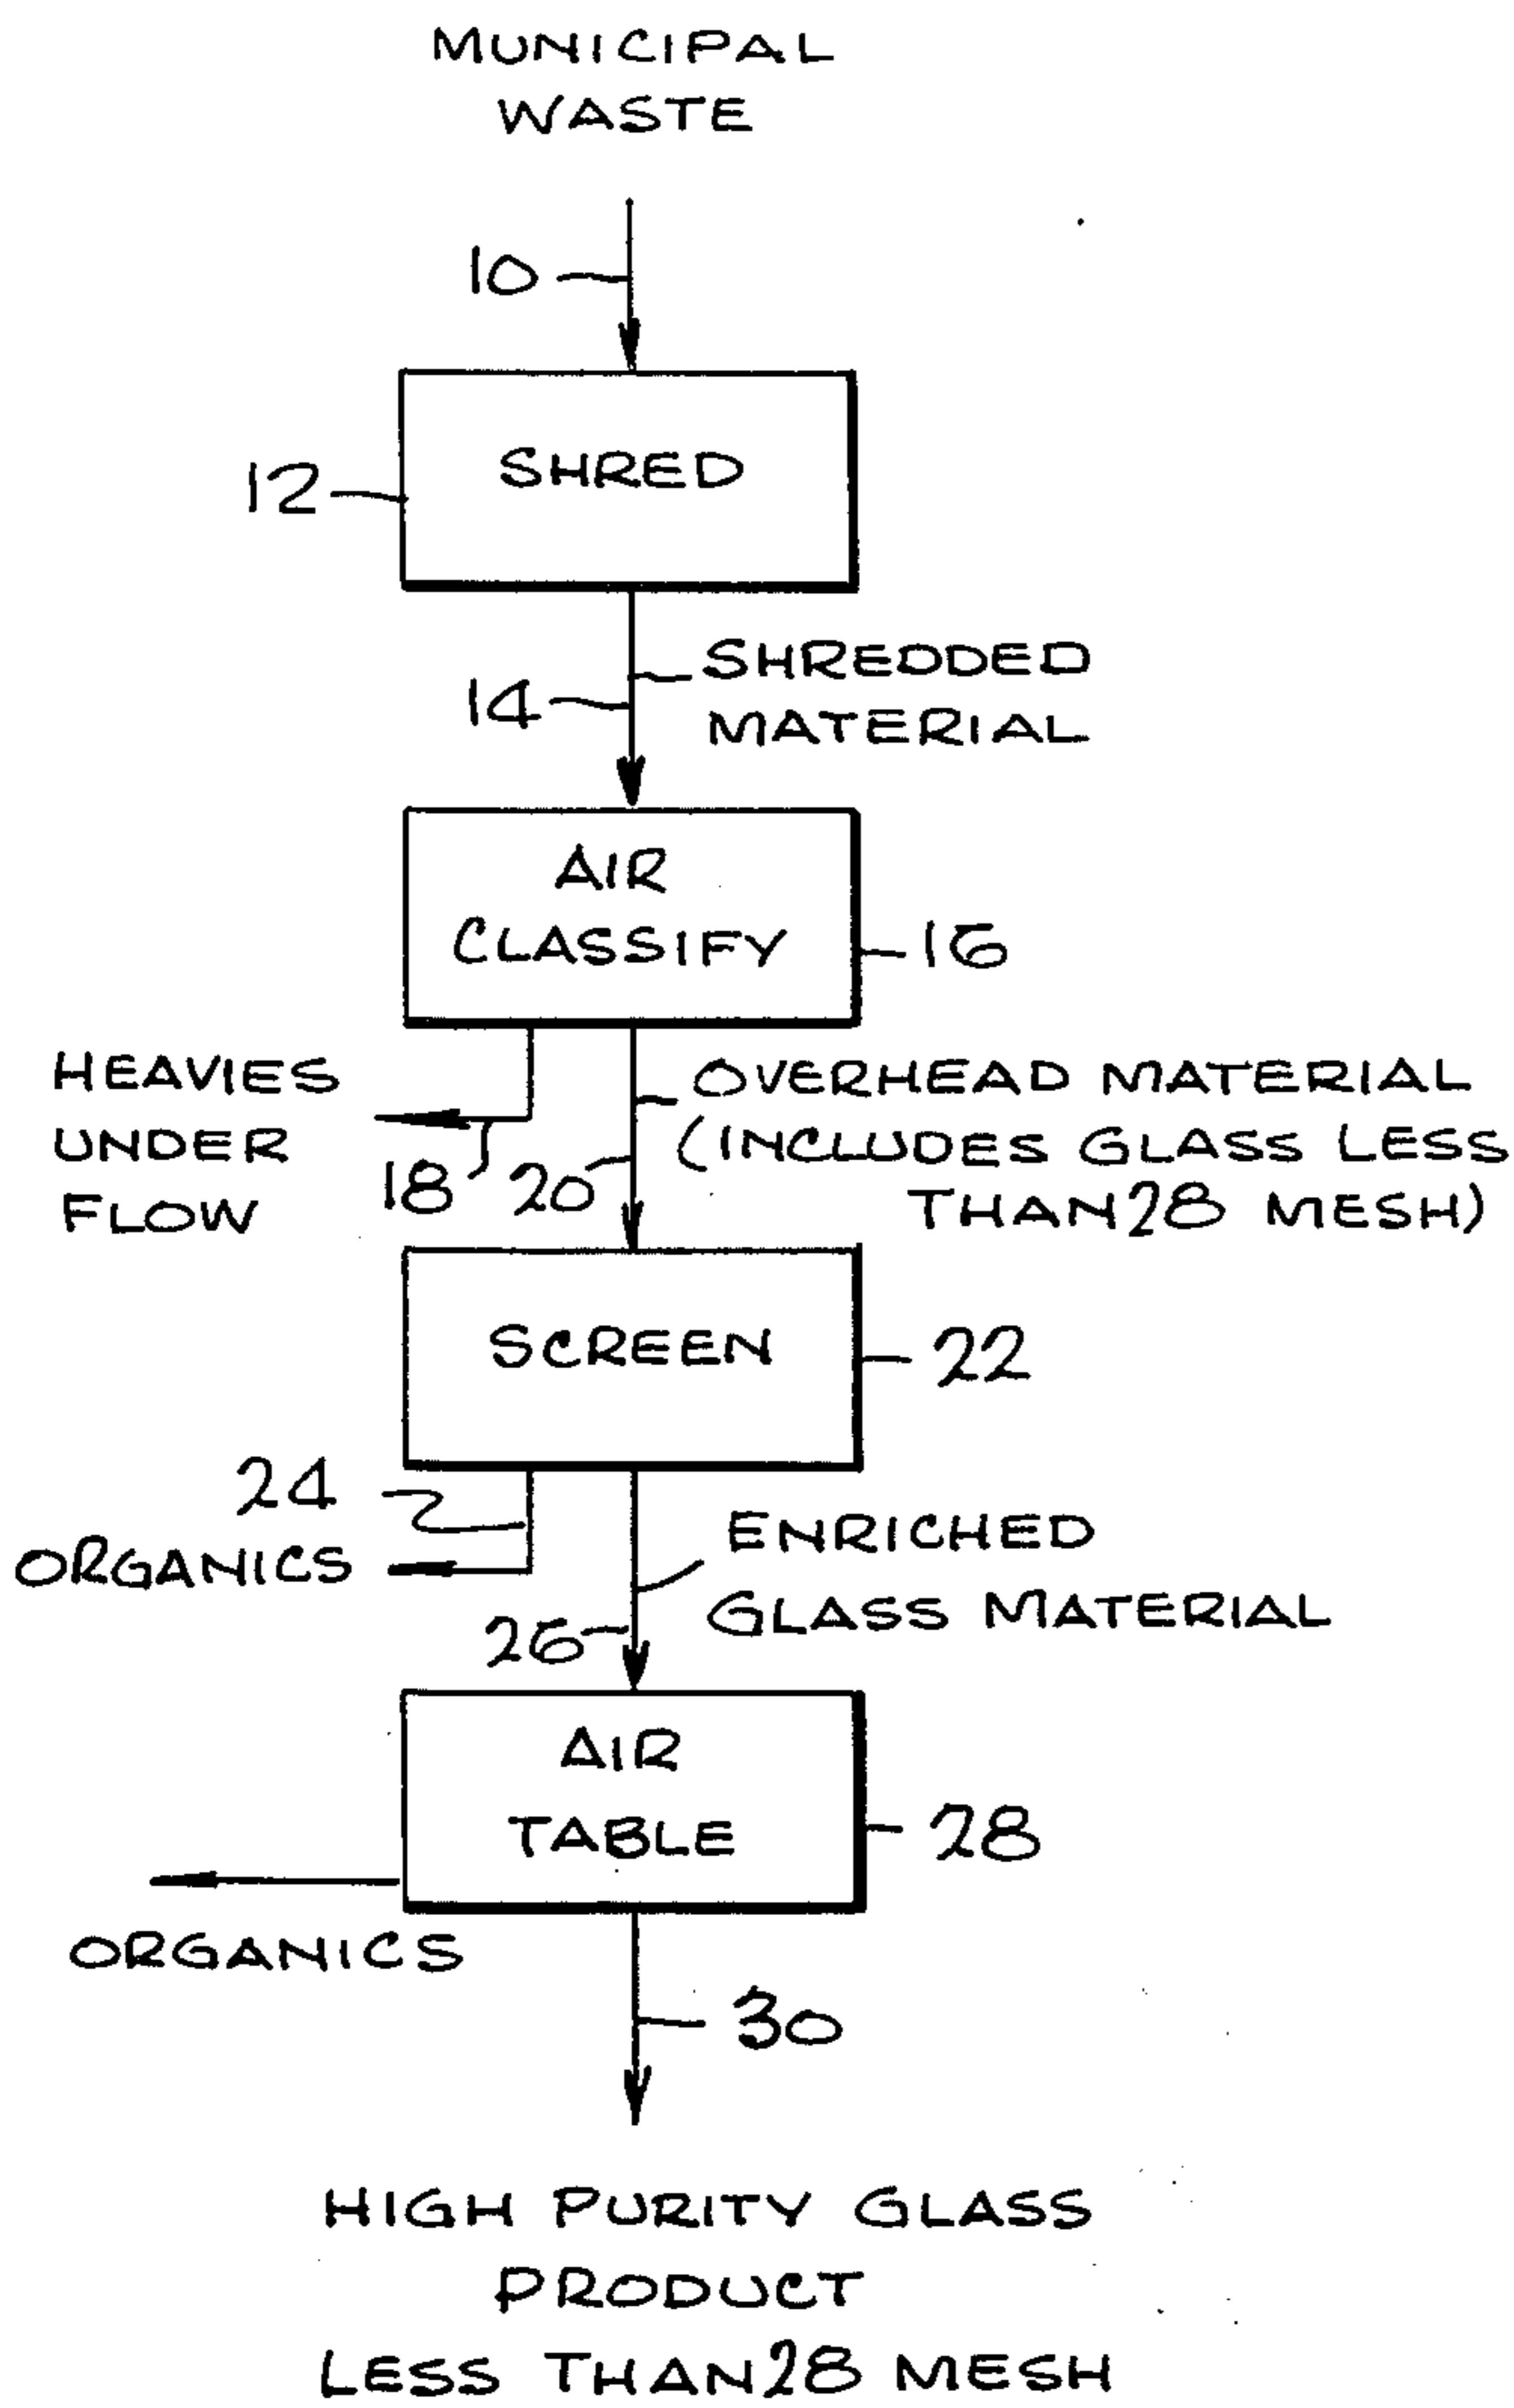 MUNICIPAL
WASTE
10
SHRED
12
SHREDDED
MATERIAL
14
AIR
CLASSIFY
16
HEAVIES
UNDER
FLOW
18
20
OVERHEAD MATERIAL
(INCLUDES GLASS LESS
THAN 28 MESH)
SCREEN
22
24
ORGANICS
ENRICHED
GLASS MATERIAL
26
AIR
TABLE
28
ORGANICS
30
HIGH PURITY GLASS
PRODUCT
LESS THAN 28 MESH